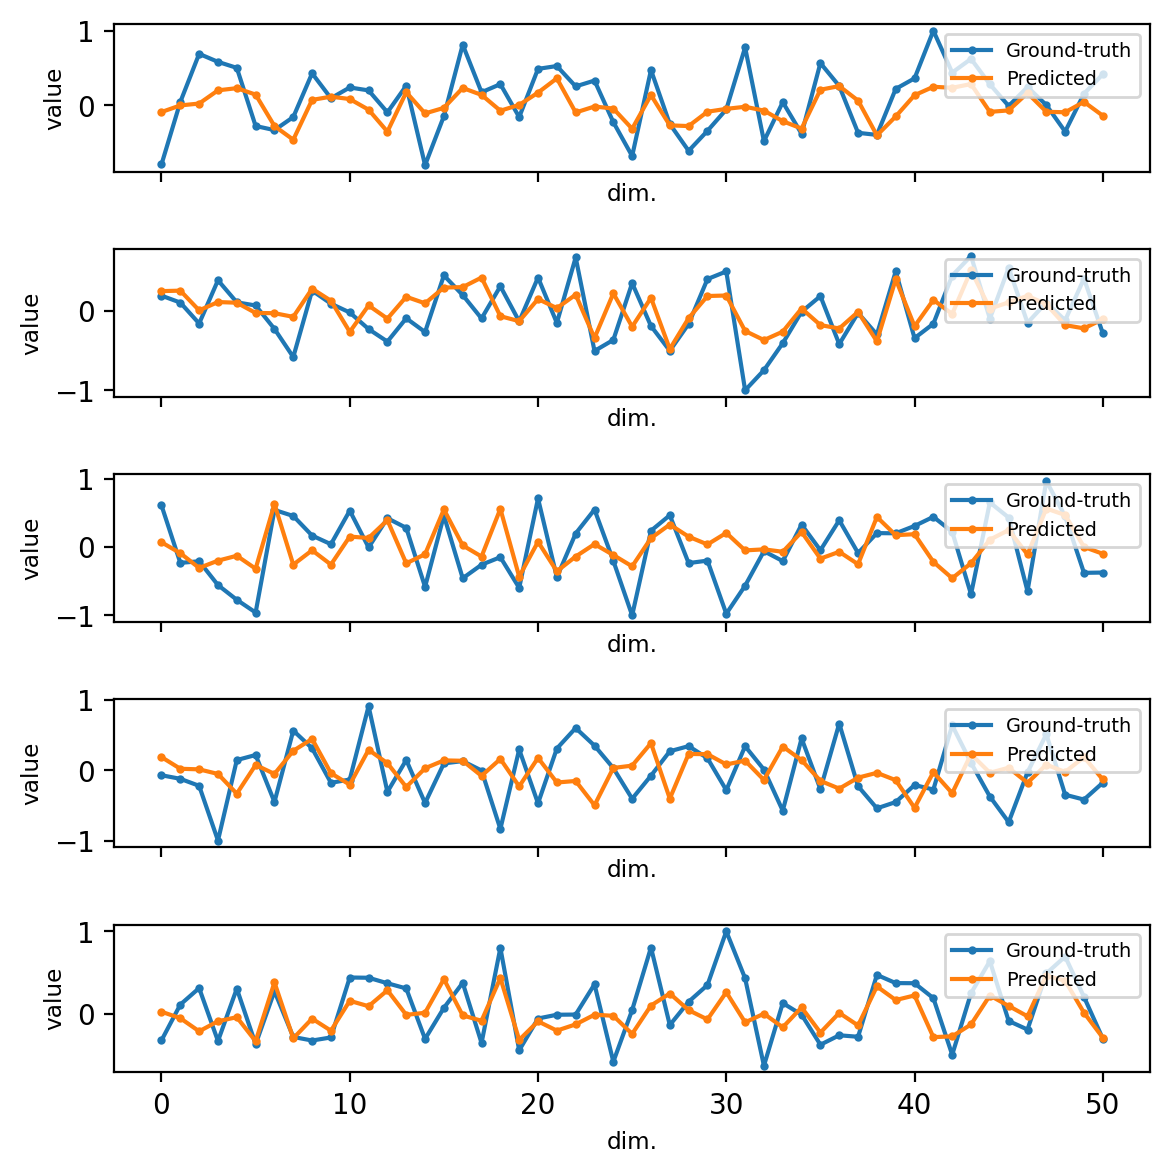 1
0
value
Ground-truth
Predicted
dim.
0
−1
value
Ground-truth
Predicted
dim.
1
0
−1
value
Ground-truth
Predicted
dim.
1
0
−1
value
Ground-truth
Predicted
dim.
1
0
value
Ground-truth
Predicted
0 10 20 30 40 50
dim.